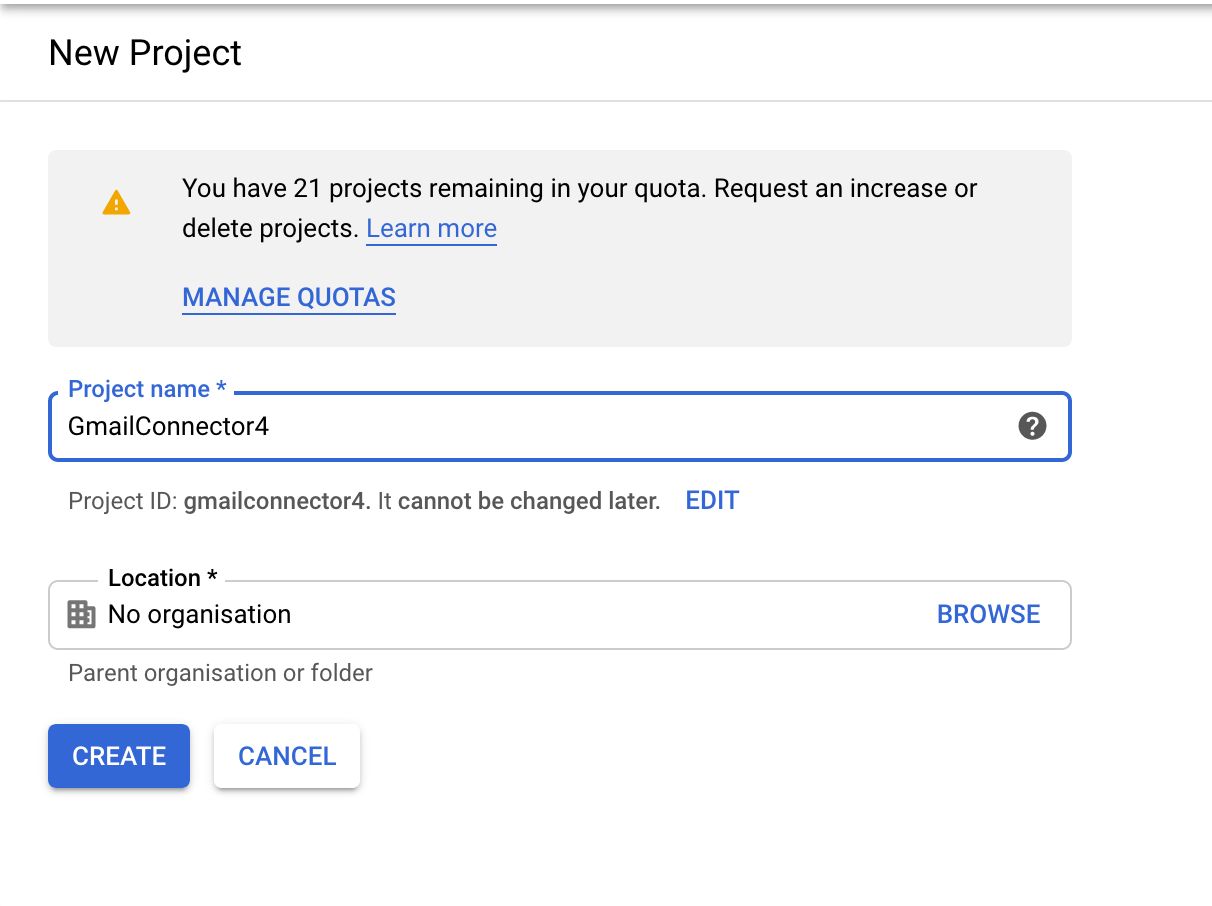 New Project
You have 21 projects remaining in your quota. Request an increase or
delete projects. Learn more
MANAGE QUOTAS
Project name *
GmailConnector4
Project ID: gmailconnector4. It cannot be changed later. EDIT
Location *
No organisation BROWSE
Parent organisation or folder
CREATE CANCEL